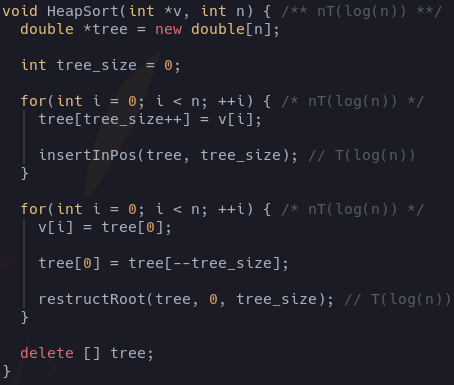 void HeapSort(int *v, int n) { /** nT(log(n)) **/
  double *tree = new double[n];

  int tree_size = 0;

  for(int i = 0; i < n; ++i) { /* nT(log(n)) */
    tree[tree_size++] = v[i];

    insertInPos(tree, tree_size); // T(log(n))
  }

  for(int i = 0; i < n; ++i) { /* nT(log(n)) */
    v[i] = tree[0];

    tree[0] = tree[--tree_size];

    restructRoot(tree, 0, tree_size); // T(log(n))
  }

  delete [] tree;
}